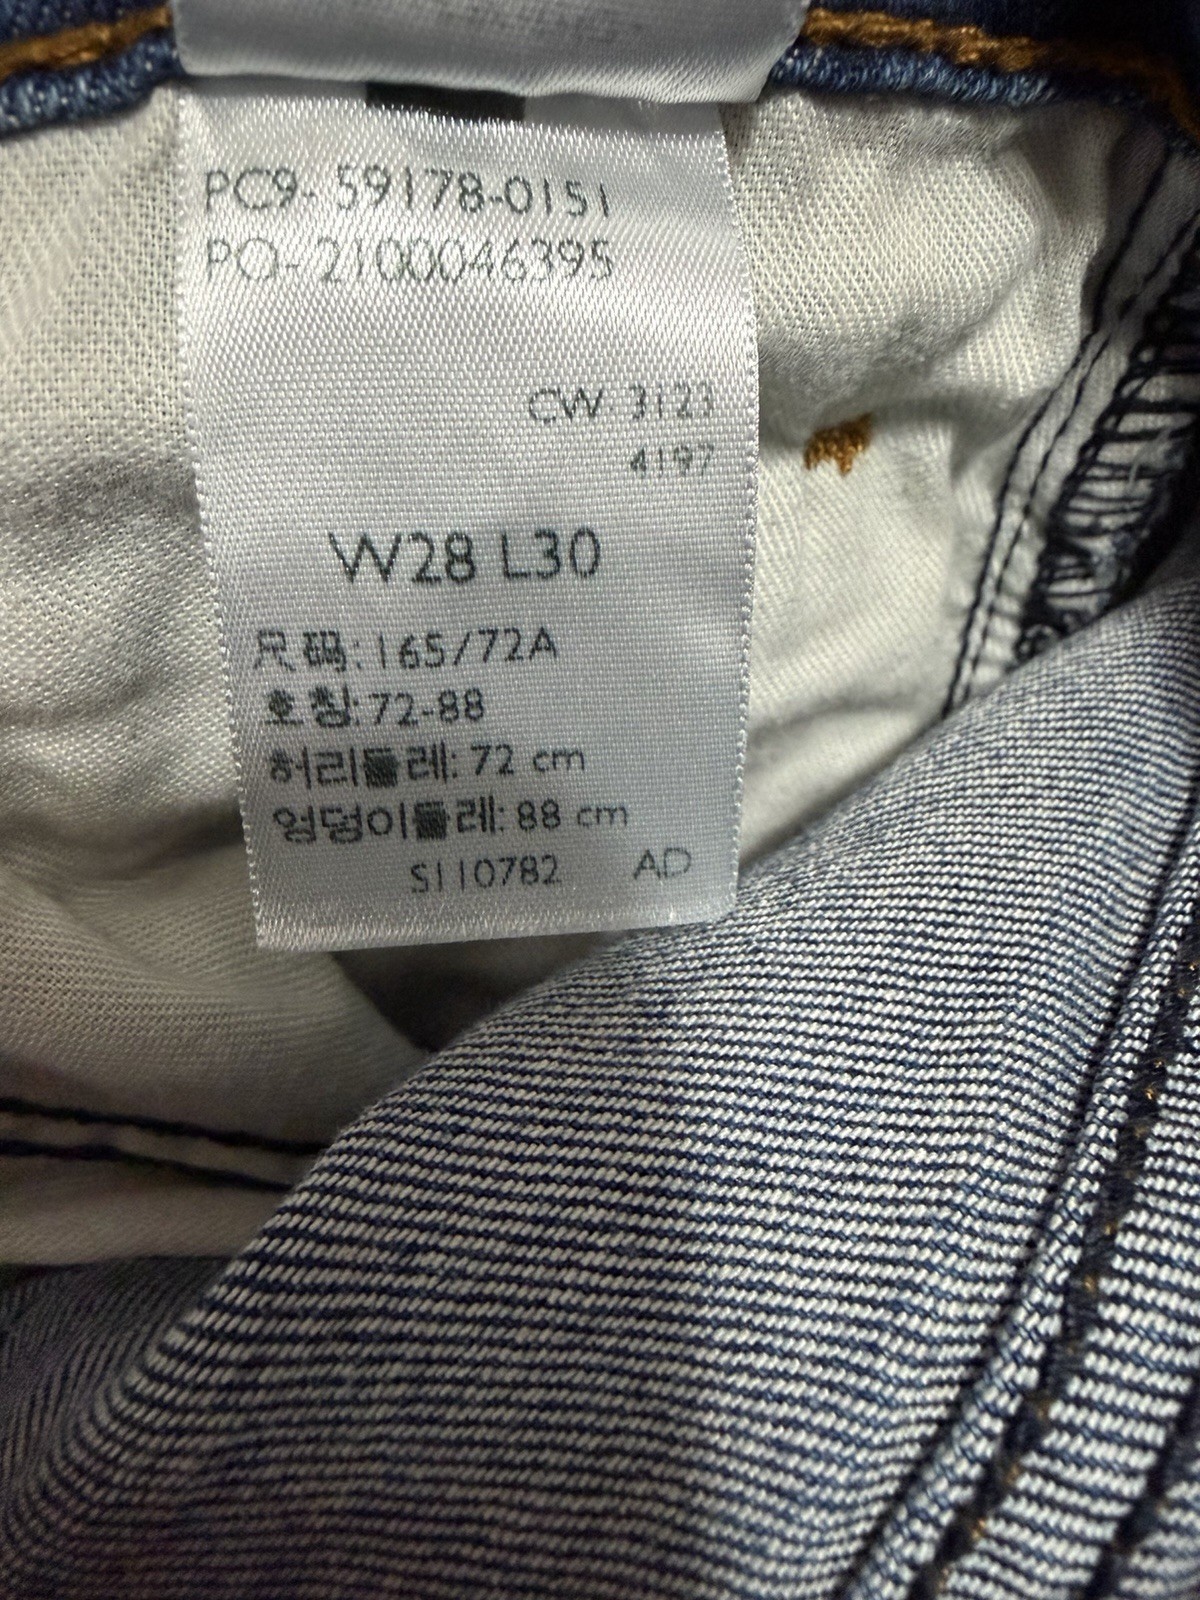 PC9- 59178-0151
PO- 2100046395
CW: 3123
4197
W28 L30
尺码: 165/72A
호칭: 72-88
허리둘레: 72 cm
엉덩이둘레: 88 cm
S110782 AD